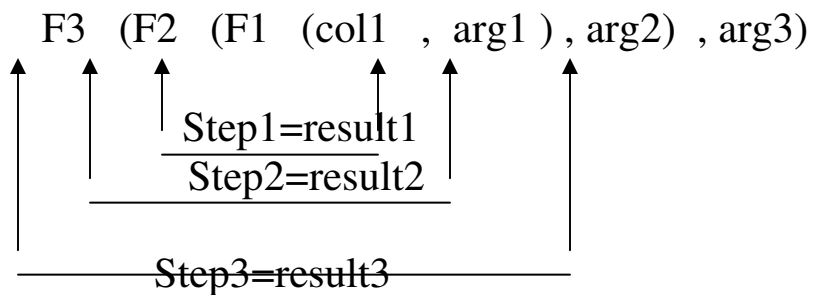 F3 (F2 (F1 (col1 , arg1 ) , arg2) , arg3)
Step1=result1
Step2=result2
Step3=result3